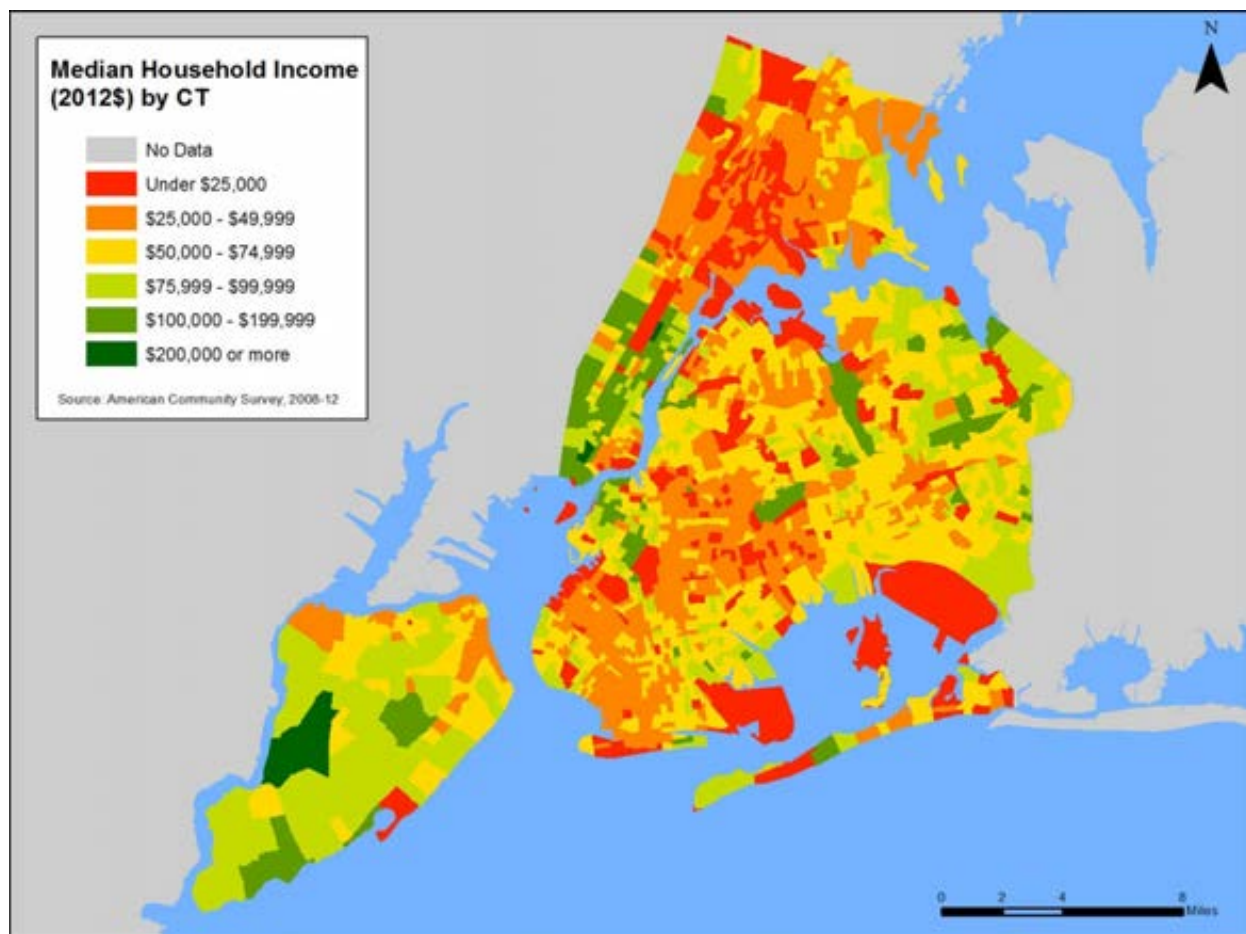 Median Household Income
(2012$) by CT
No Data
Under $25,000
$25,000 - $49,999
$50,000 - $74,999
$75,999 - $99,999
$100,000 - $199,999
$200,000 or more
Source: American Community Survey, 2008-12
N
0 2 4 8
Miles